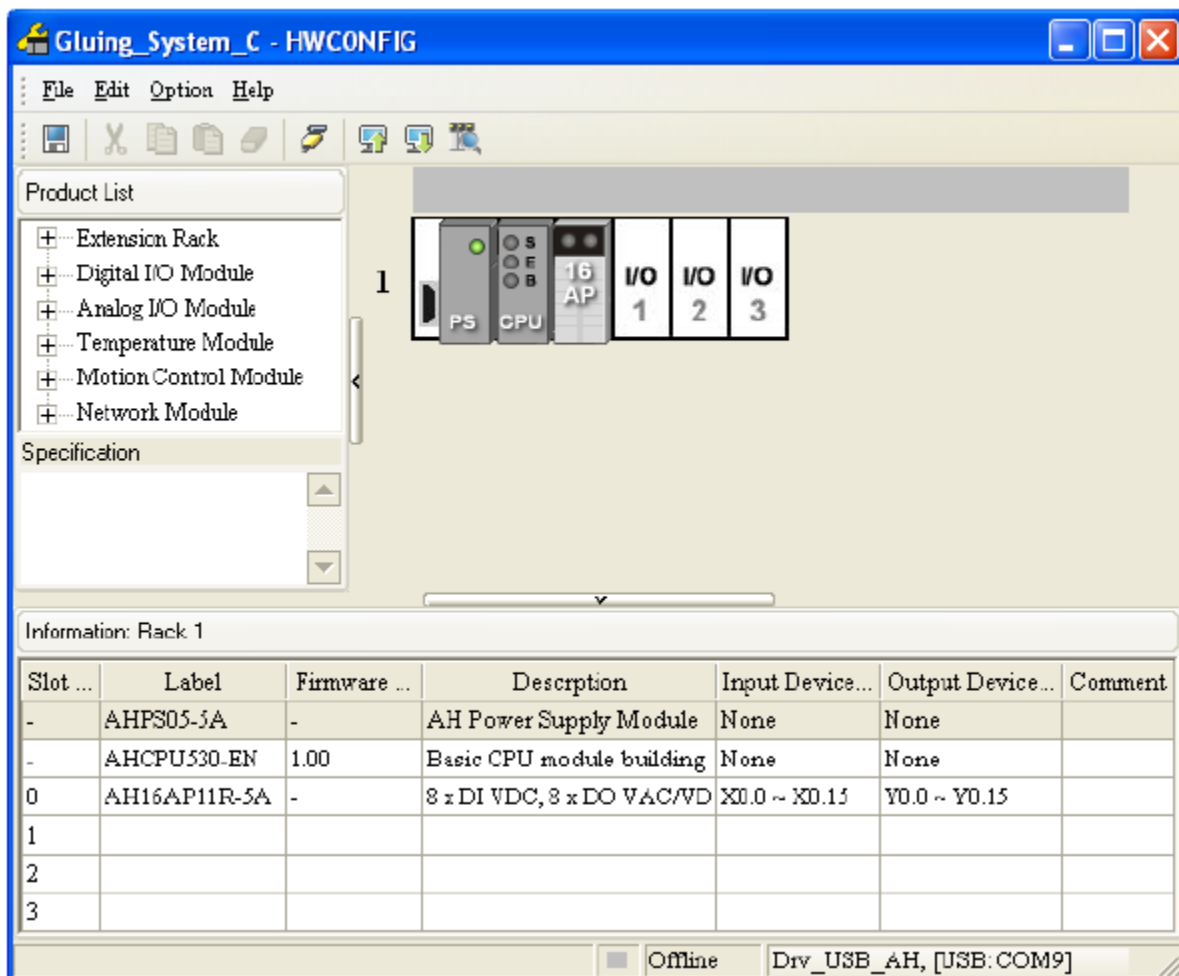 Gluing_System_C - HWCONFIG
File Edit Option Help
Product List
Extension Rack
Digital I/O Module
Analog I/O Module
Temperature Module
Motion Control Module
Network Module
Specification
1
PS
S
E
B
CPU
16
AP
I/O
1
I/O
2
I/O
3
Information: Rack 1
Slot ... Label Firmware ... Descrption Input Device... Output Device... Comment
- AHPS05-5A - AH Power Supply Module None None
- AHCPU530-EN 1.00 Basic CPU module building None None
0 AH16AP11R-5A - 8 x DI VDC, 8 x DO VAC/VD X0.0 ~ X0.15 Y0.0 ~ Y0.15
1
2
3
Offline Drv_USB_AH, [USB: COM9]